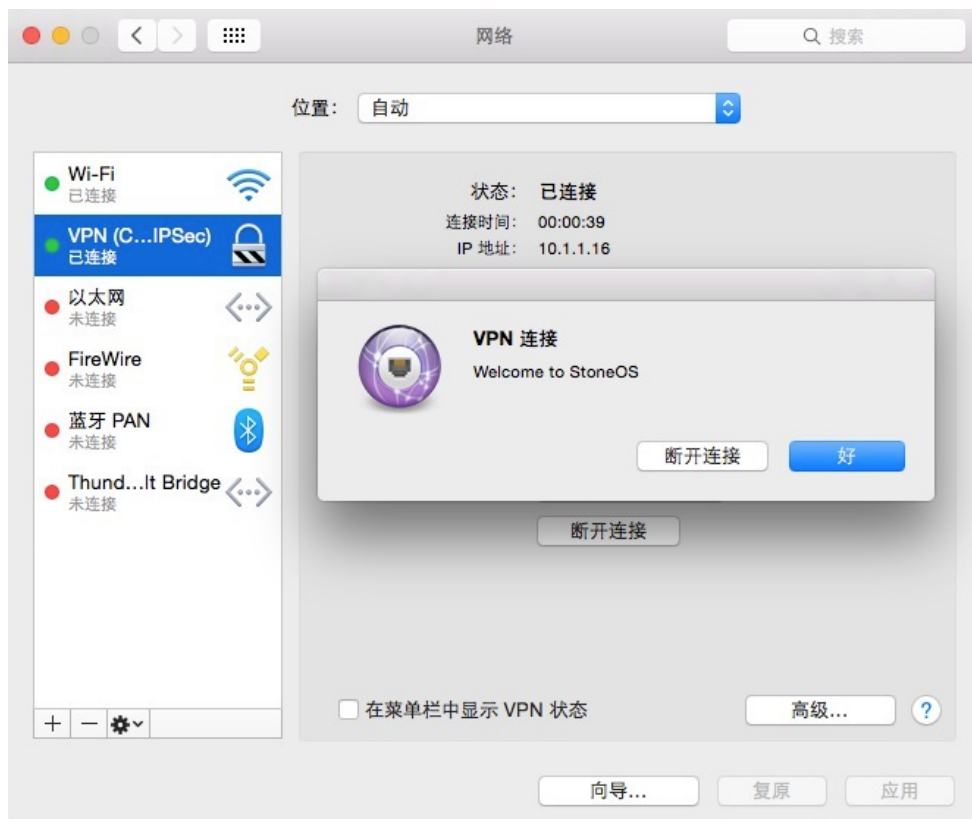 网络
搜索
位置： 自动
Wi-Fi
已连接
VPN (C...IPSec)
已连接
以太网
未连接
FireWire
未连接
蓝牙 PAN
未连接
Thund...lt Bridge
未连接
状态： 已连接
连接时间： 00:00:39
IP 地址： 10.1.1.16
VPN 连接
Welcome to StoneOS
断开连接 好
断开连接
在菜单栏中显示 VPN 状态
高级... ?
向导... 复原 应用